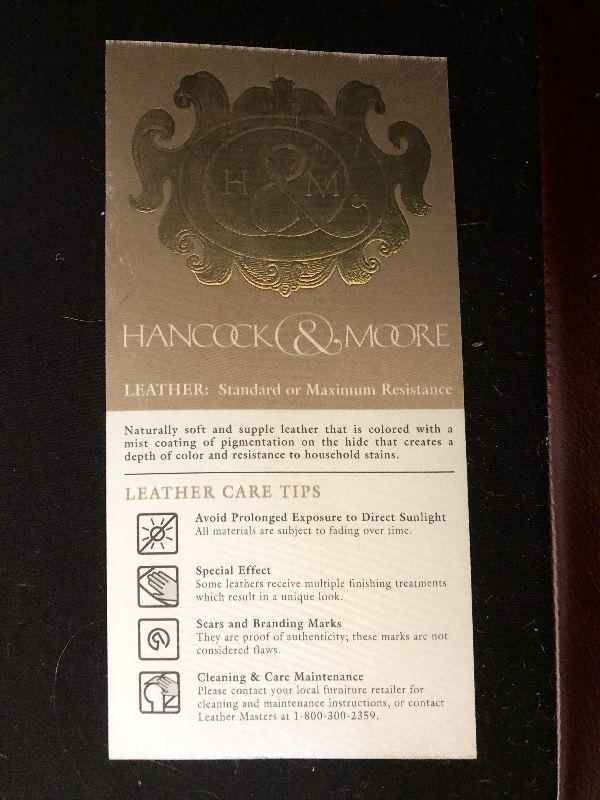 H & M
HANCOCK & MOORE
LEATHER: Standard or Maximum Resistance
Naturally soft and supple leather that is colored with a
mist coating of pigmentation on the hide that creates a
depth of color and resistance to household stains.
LEATHER CARE TIPS
Avoid Prolonged Exposure to Direct Sunlight
All materials are subject to fading over time.
Special Effect
Some leathers receive multiple finishing treatments
which result in a unique look.
Scars and Branding Marks
They are proof of authenticity; these marks are not
considered flaws.
Cleaning & Care Maintenance
Please contact your local furniture retailer for
cleaning and maintenance instructions, or contact
Leather Masters at 1-800-300-2359.